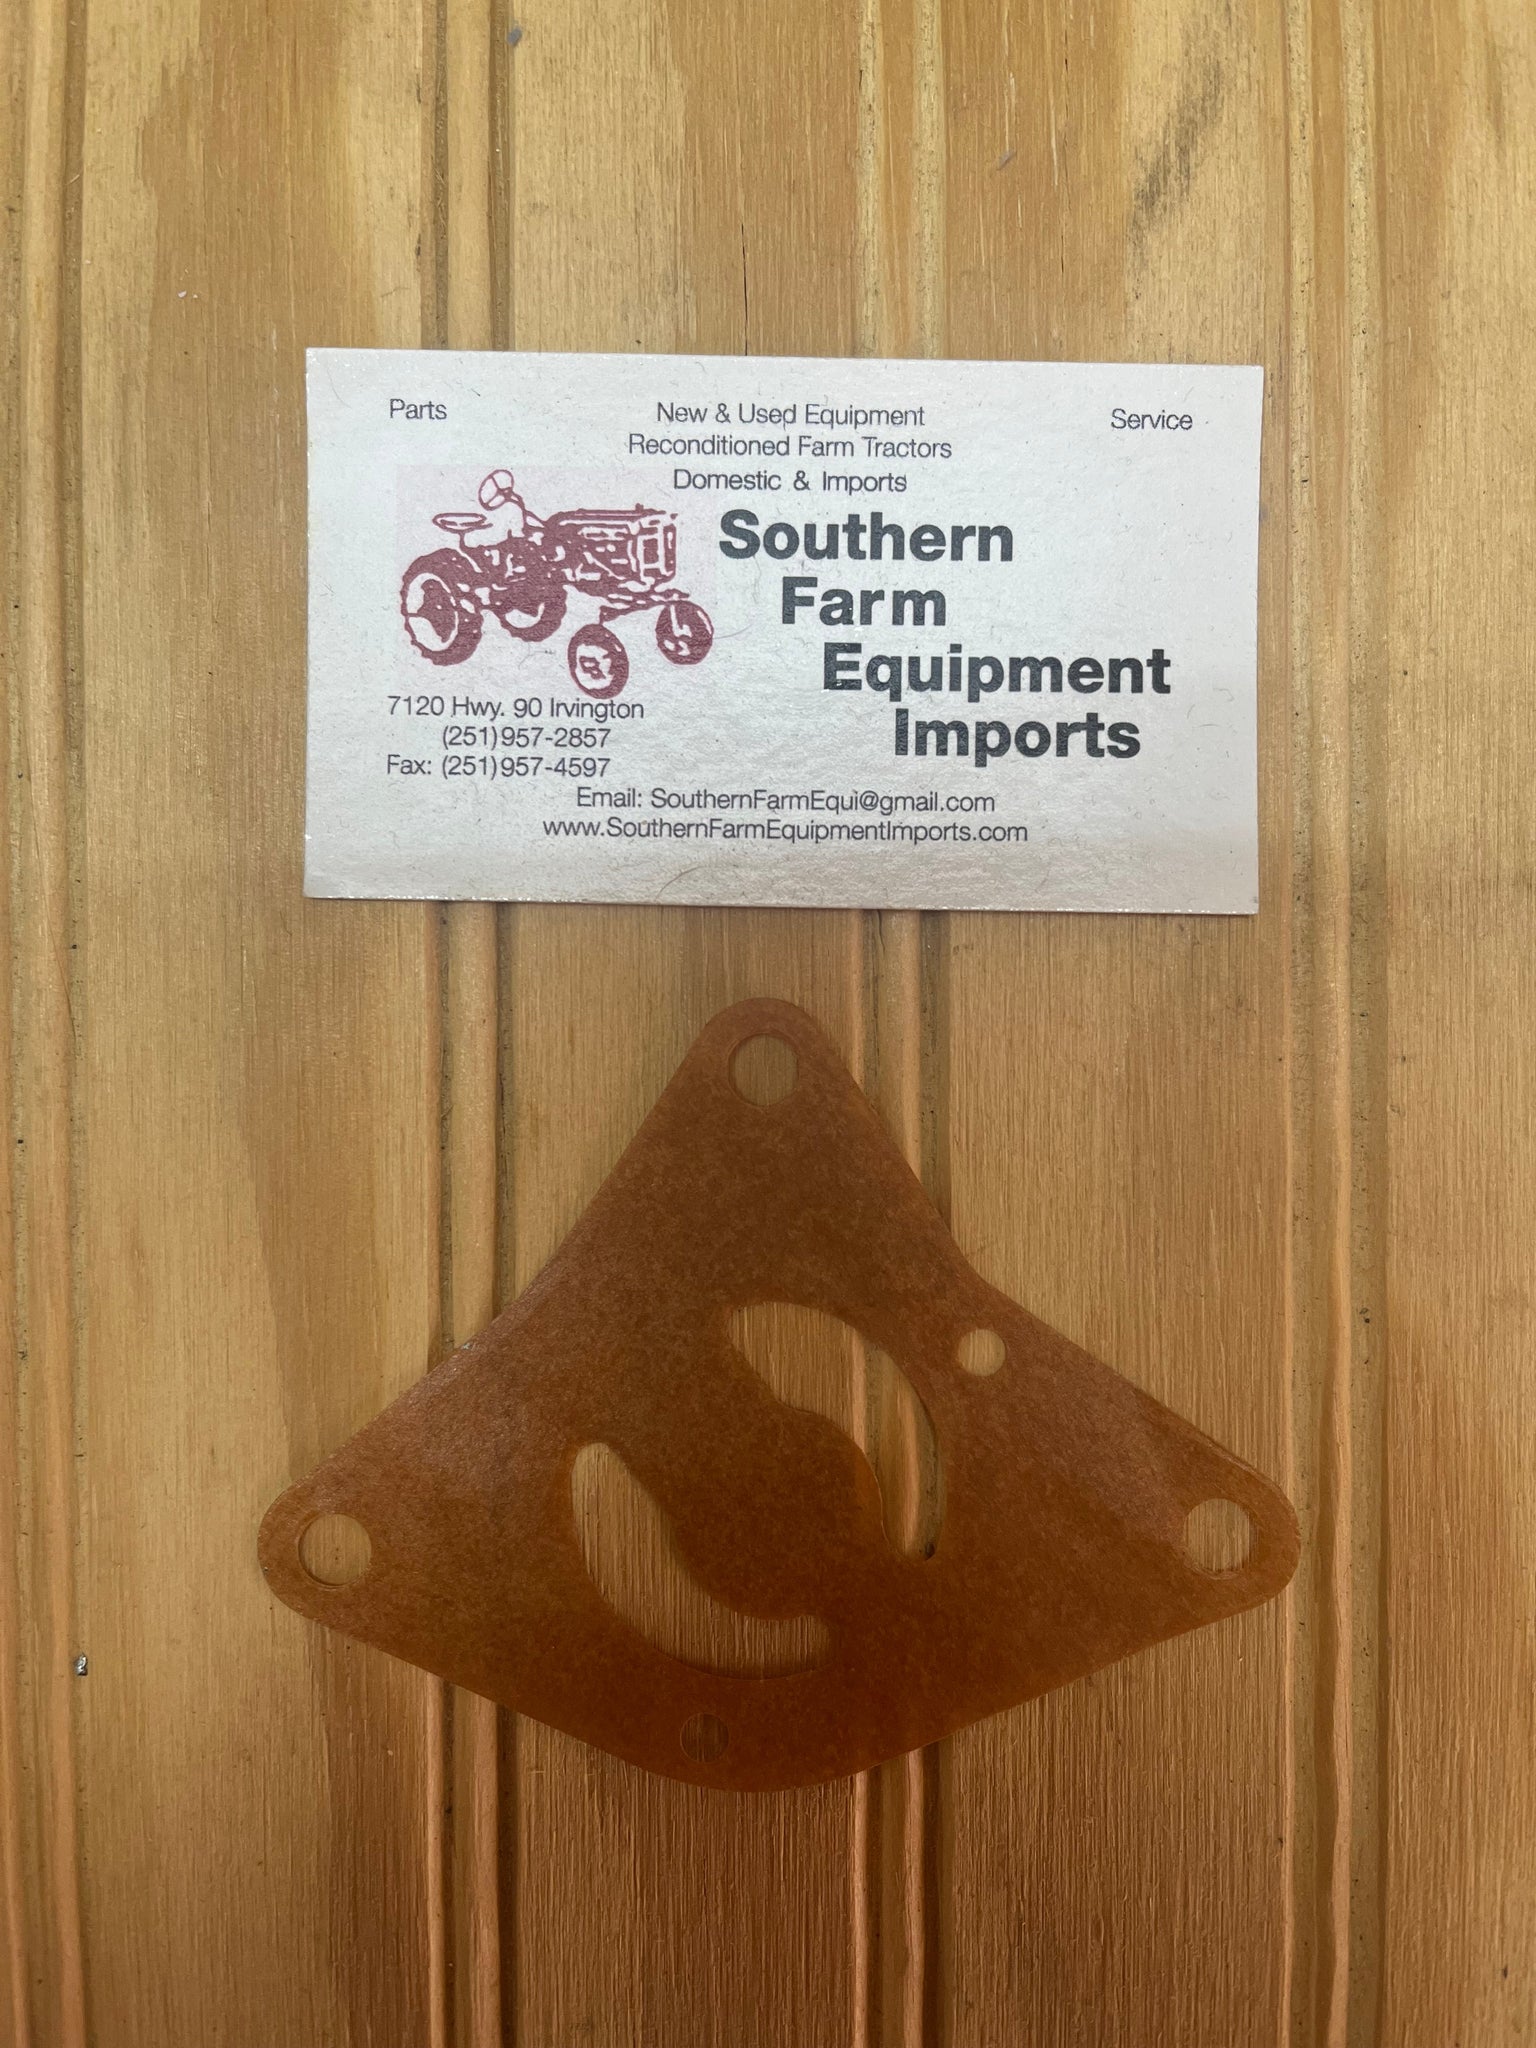 Parts
New & Used Equipment
Service
Reconditioned Farm Tractors
Domestic & Imports
Southern
Farm
Equipment
Imports
7120 Hwy. 90 Irvington
(251)957-2857
Fax: (251)957-4597
Email: SouthernFarmEqui@gmail.com
www.SouthernFarmEquipmentImports.com